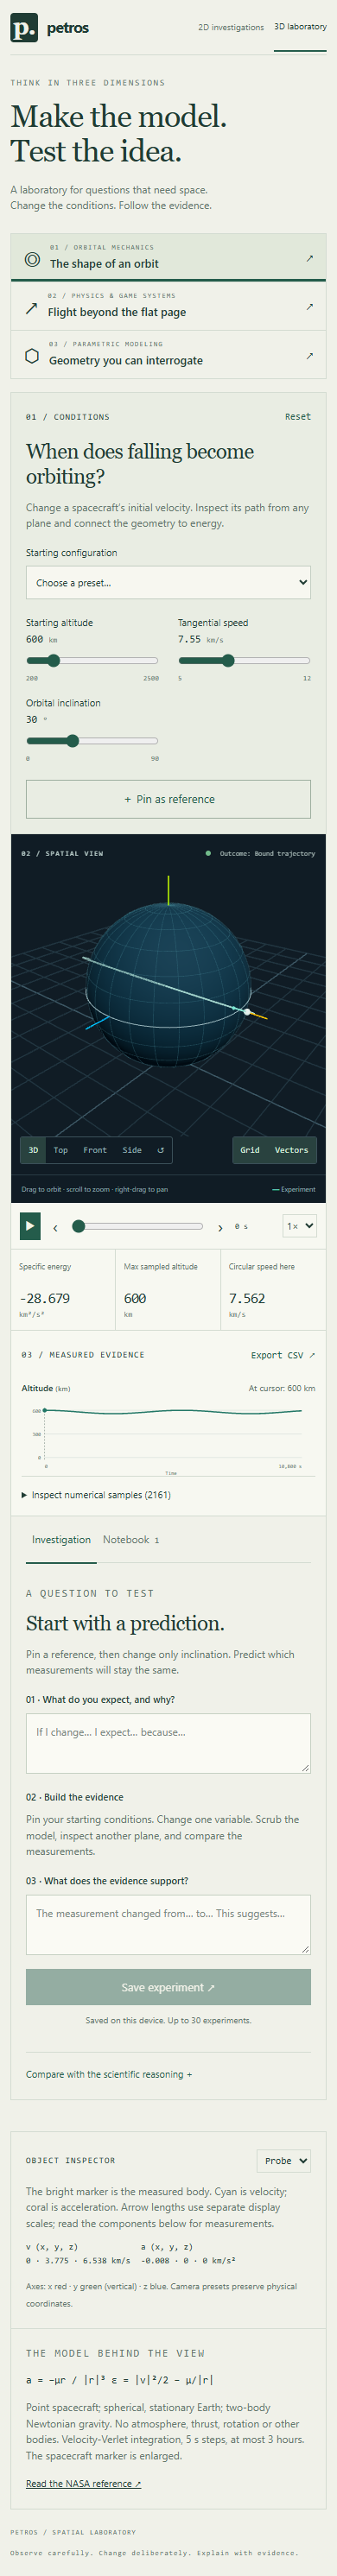 p. petros
2D investigations
3D laboratory
THINK IN THREE DIMENSIONS
Make the model.
Test the idea.
A laboratory for questions that need space.
Change the conditions. Follow the evidence.
01 / ORBITAL MECHANICS
The shape of an orbit
↗
02 / PHYSICS & GAME SYSTEMS
Flight beyond the flat page
↗
03 / PARAMETRIC MODELING
Geometry you can interrogate
↗
01 / CONDITIONS
Reset
When does falling become
orbiting?
Change a spacecraft's initial velocity. Inspect its path from any
plane and connect the geometry to energy.
Starting configuration
Choose a preset...
Starting altitude
600 km
200 2500
Tangential speed
7.55 km/s
5 12
Orbital inclination
30 °
0 90
+ Pin as reference
02 / SPATIAL VIEW
Outcome: Bound trajectory
3D Top Front Side ↺
Grid Vectors
Drag to orbit · scroll to zoom · right-drag to pan
Experiment
0 s
1×
Specific energy
-28.679
km²/s²
Max sampled altitude
600
km
Circular speed here
7.562
km/s
03 / MEASURED EVIDENCE
Export CSV ↗
Altitude (km)
At cursor: 600 km
600
300
0
0
10,800 s
Time
▶ Inspect numerical samples (2161)
Investigation
Notebook 1
A QUESTION TO TEST
Start with a prediction.
Pin a reference, then change only inclination. Predict which
measurements will stay the same.
01 · What do you expect, and why?
If I change... I expect... because...
02 · Build the evidence
Pin your starting conditions. Change one variable. Scrub the
model, inspect another plane, and compare the
measurements.
03 · What does the evidence support?
The measurement changed from... to... This suggests...
Save experiment ↗
Saved on this device. Up to 30 experiments.
Compare with the scientific reasoning +
OBJECT INSPECTOR
Probe
The bright marker is the measured body. Cyan is velocity;
coral is acceleration. Arrow lengths use separate display
scales; read the components below for measurements.
v (x, y, z)
0 · 3.775 · 6.538 km/s
a (x, y, z)
-0.008 · 0 · 0 km/s²
Axes: x red · y green (vertical) · z blue. Camera presets preserve physical
coordinates.
THE MODEL BEHIND THE VIEW
a = −μr / |r|³ ε = |v|²/2 − μ/|r|
Point spacecraft; spherical, stationary Earth; two-body
Newtonian gravity. No atmosphere, thrust, rotation or other
bodies. Velocity-Verlet integration, 5 s steps, at most 3 hours.
The spacecraft marker is enlarged.
Read the NASA reference ↗
PETROS / SPATIAL LABORATORY
Observe carefully. Change deliberately. Explain with evidence.